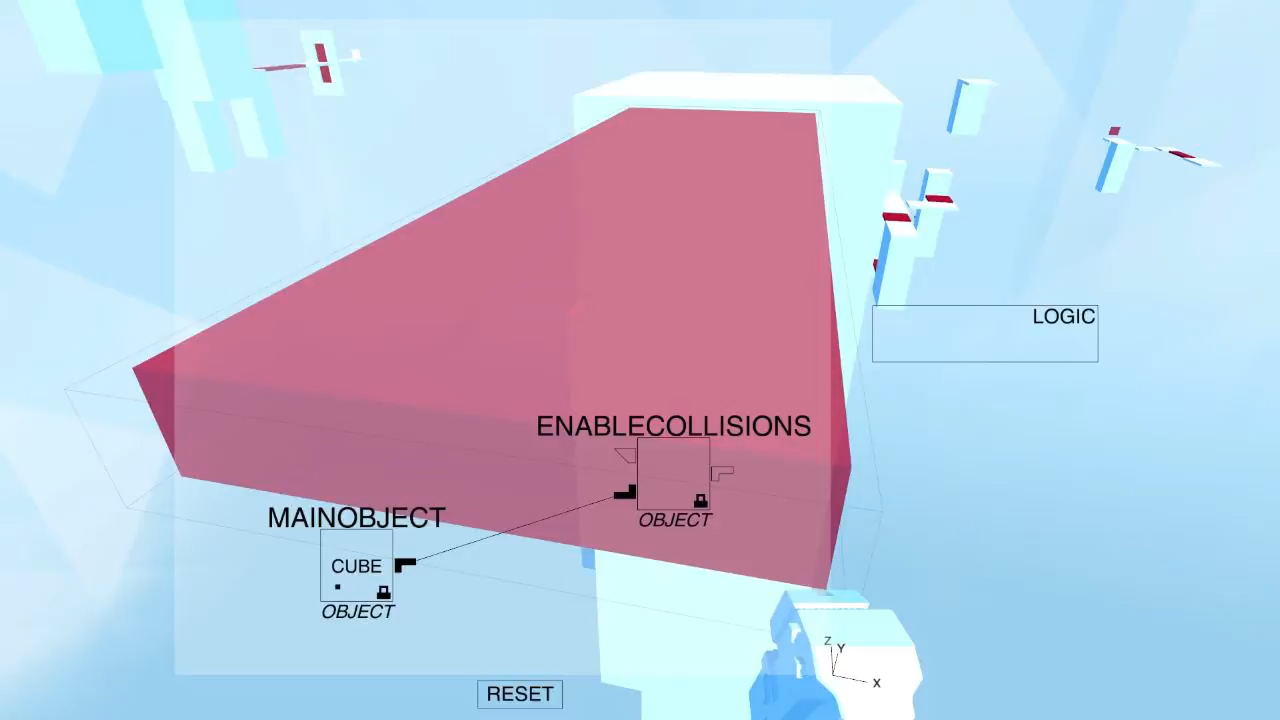 LOGIC
ENABLECOLLISIONS
OBJECT
MAINOBJECT
CUBE
OBJECT
Z
Y
X
RESET